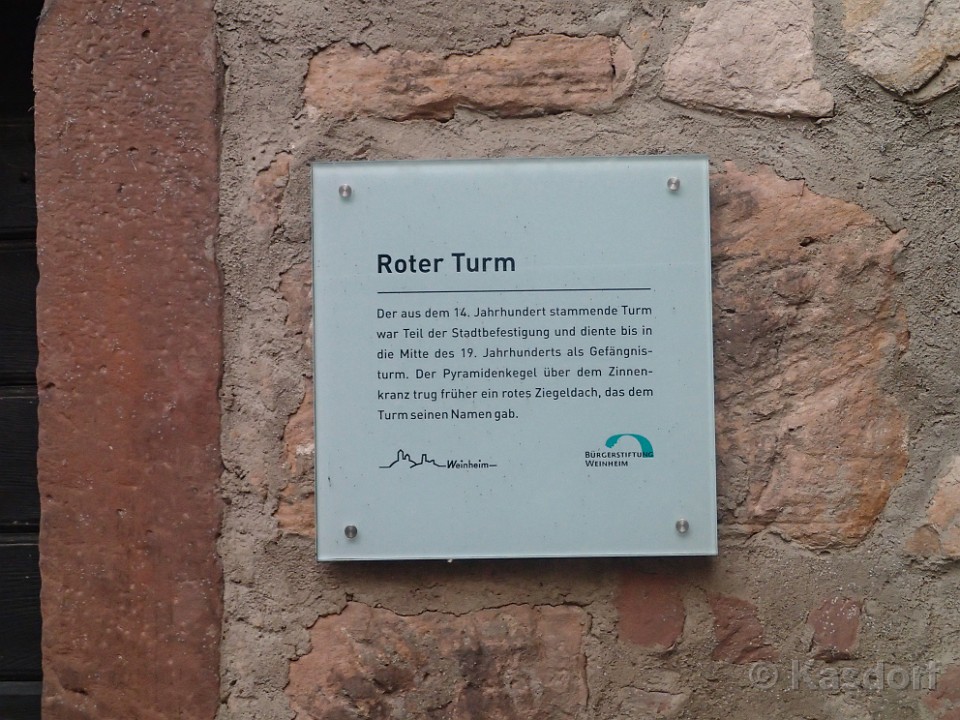 Roter Turm
Der aus dem 14. Jahrhundert stammende Turm
war Teil der Stadtbefestigung und diente bis in
die Mitte des 19. Jahrhunderts als Gefängnis-
turm. Der Pyramidenkegel über dem Zinnen-
kranz trug früher ein rotes Ziegeldach, das dem
Turm seinen Namen gab.
Weinheim
BÜRGERSTIFTUNG
WEINHEIM
© Kagdorf